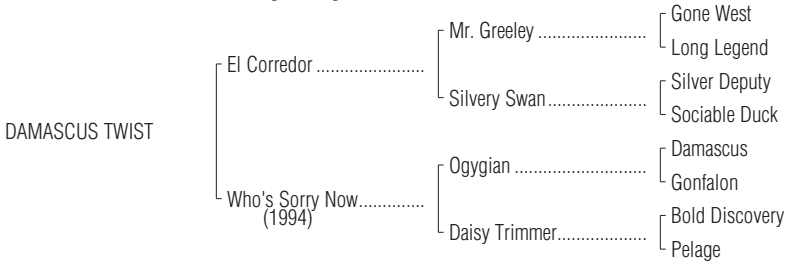 Gone West
Mr. Greeley ......................
Long Legend
El Corredor ......................
Silver Deputy
Silvery Swan....................
Sociable Duck
DAMASCUS TWIST
Damascus
Ogygian ...........................
Gonfalon
Who's Sorry Now..............
(1994)
Bold Discovery
Daisy Trimmer..................
Pelage